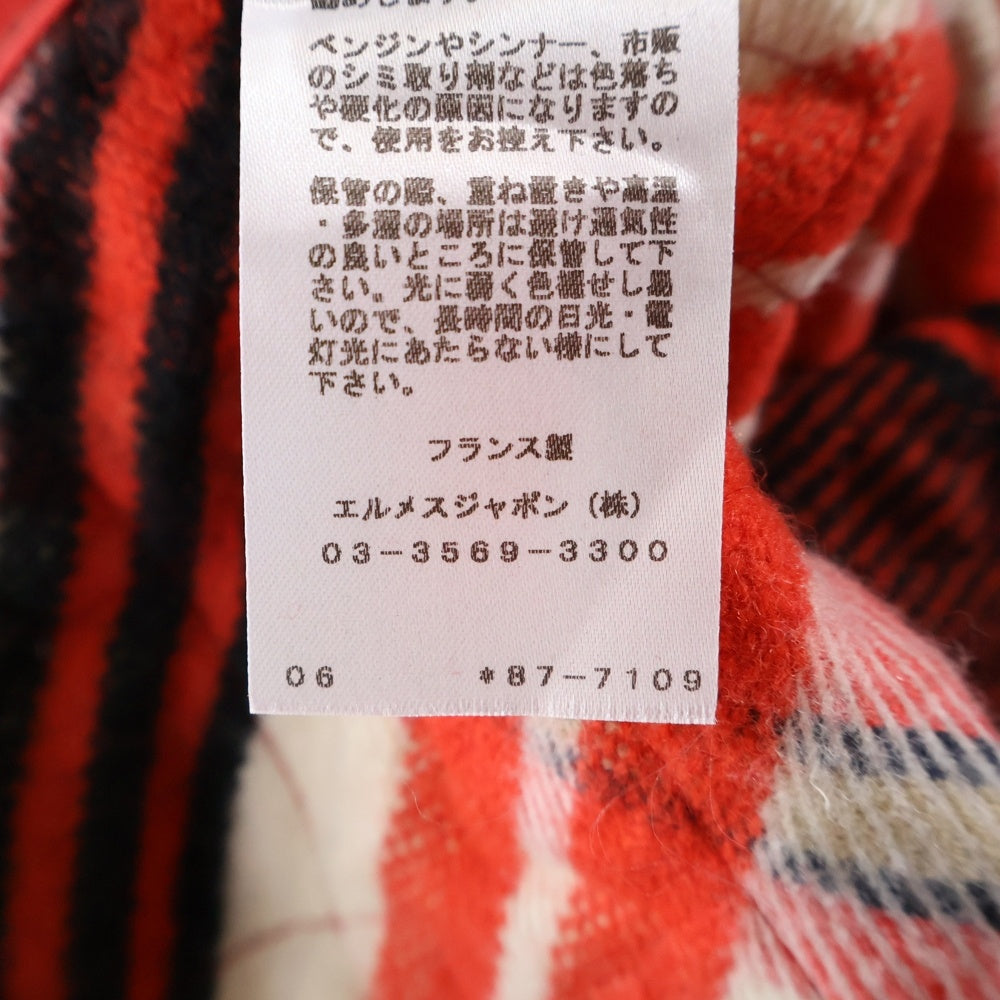 ベンジンやシンナー、市販
のシミ取り剤などは色落ち
や硬化の原因になりますの
で、使用をお控え下さい。
保管の際、重ね置きや高温
・多湿の場所は避け通気性
の良いところに保管して下
さい。光に弱く色褪せし易
いので、長時間の日光・電
灯光にあたらない様にして
下さい。
フランス製
エルメスジャポン（株）
03-3569-3300
06 *87-7109